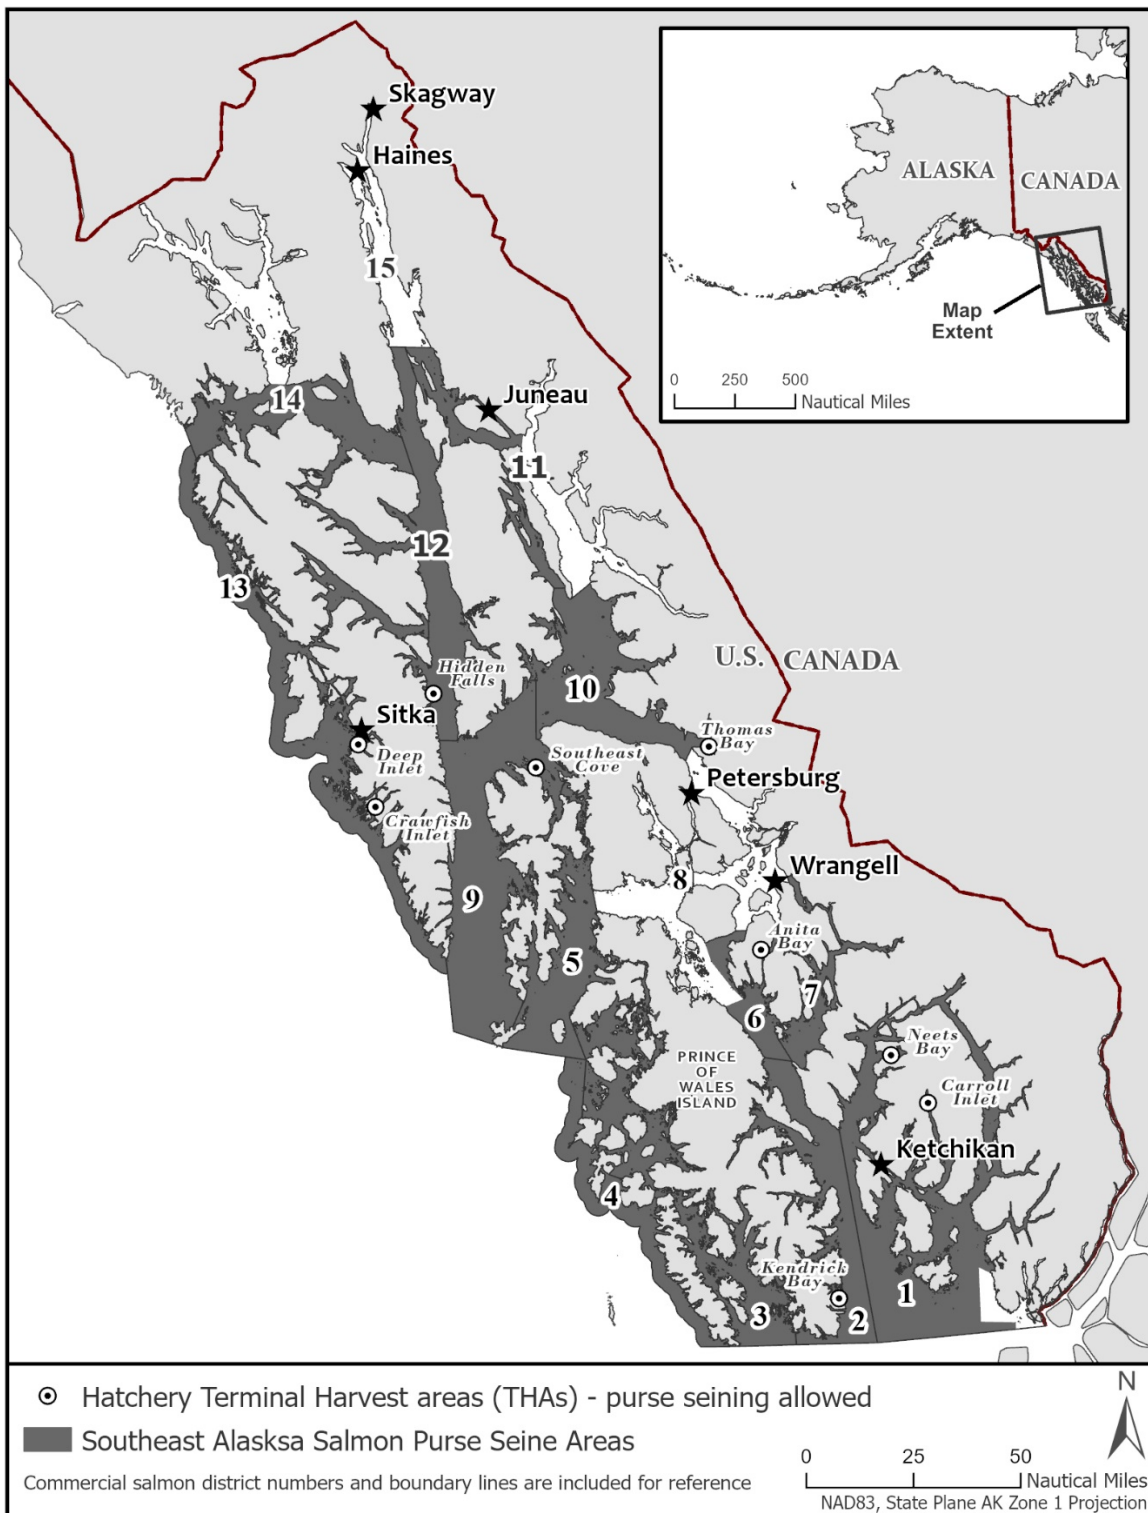 Skagway
Haines
15
ALASKA
CANADA
Map
Extent
0 250 500
Nautical Miles
14
Juneau
11
12
13
Hidden
Falls
U.S. CANADA
10
Sitka
Deep
Inlet
Southeast
Cove
Thomas
Bay
Petersburg
Crawfish
Inlet
Wrangell
8
9
Anita
Bay
5
7
6
Neets
Bay
PRINCE
OF
WALES
ISLAND
Carroll
Inlet
Ketchikan
4
Kendrick
Bay
1
3
2
Hatchery Terminal Harvest areas (THAs) - purse seining allowed
Southeast Alasksa Salmon Purse Seine Areas
Commercial salmon district numbers and boundary lines are included for reference
N
0 25 50
Nautical Miles
NAD83, State Plane AK Zone 1 Projection